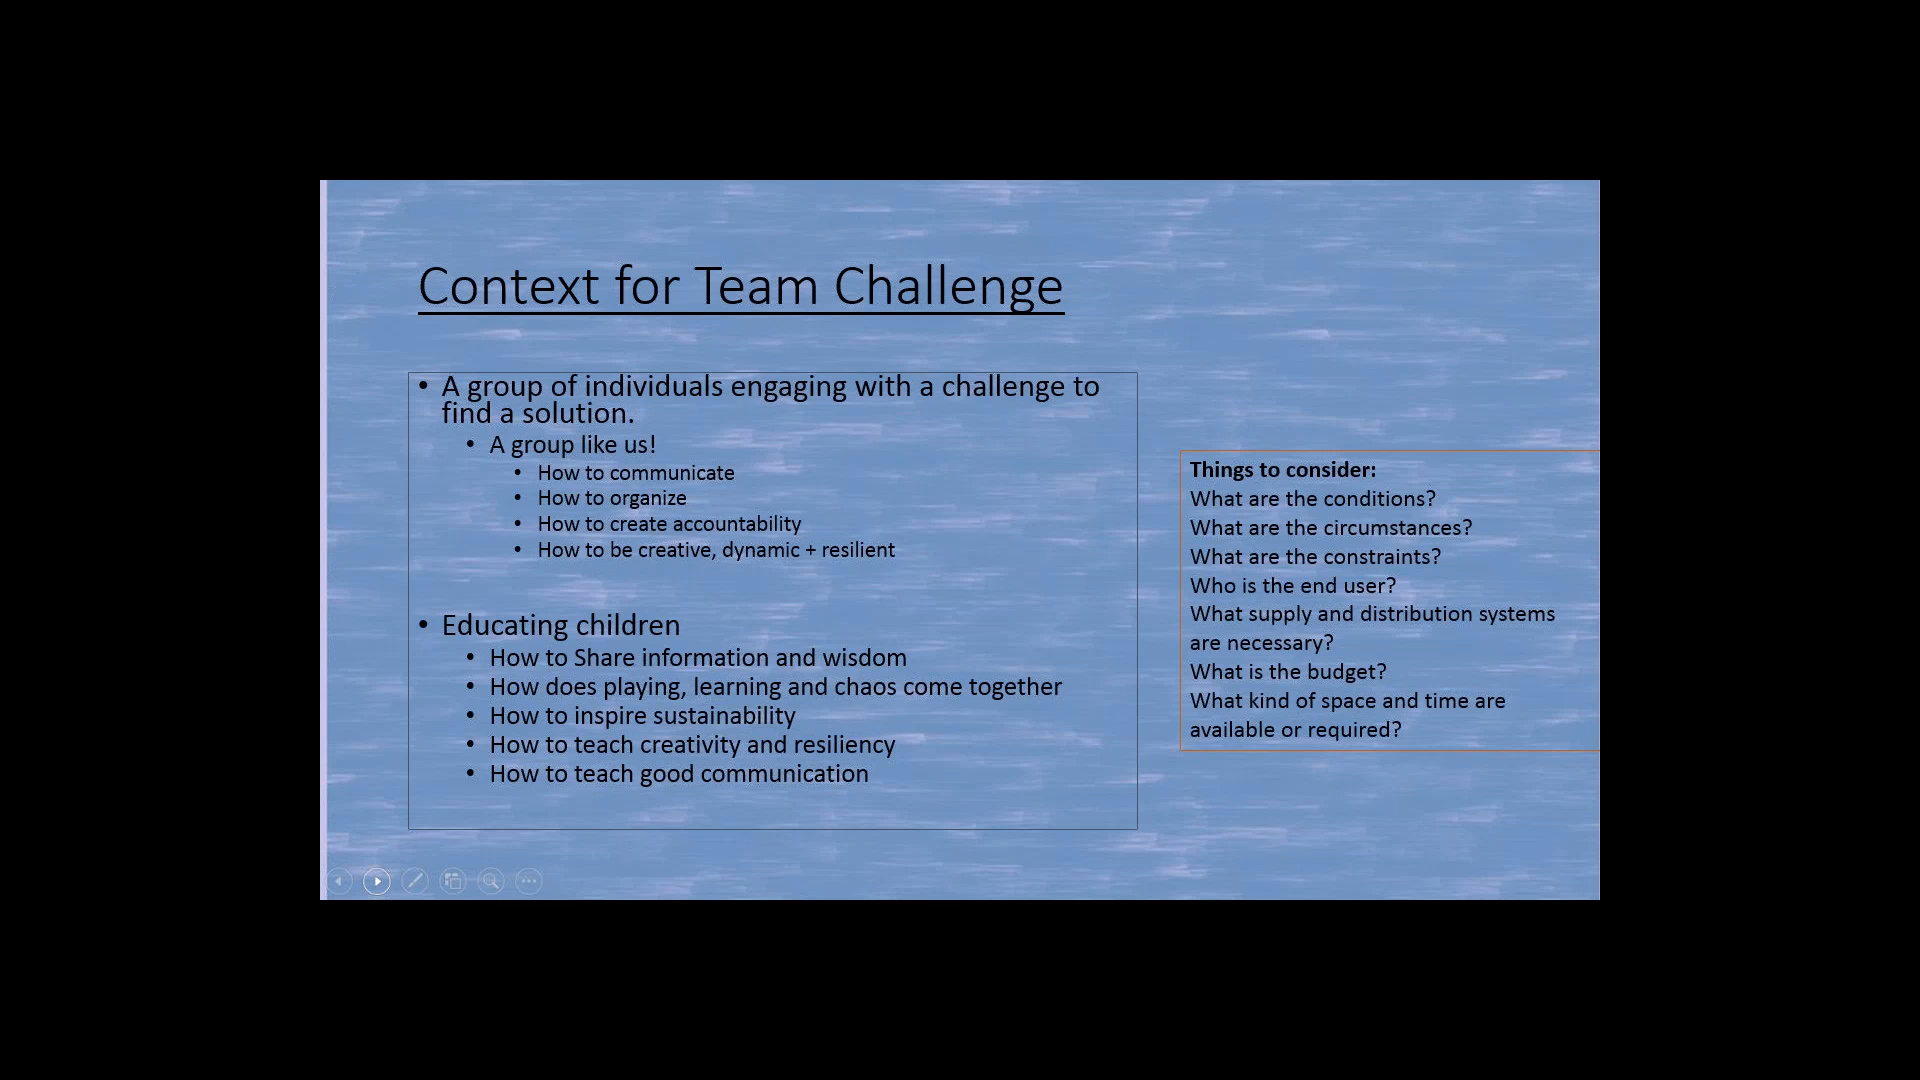 Context for Team Challenge
• A group of individuals engaging with a challenge to
find a solution.
• A group like us!
• How to communicate
• How to organize
• How to create accountability
• How to be creative, dynamic + resilient
• Educating children
• How to Share information and wisdom
• How does playing, learning and chaos come together
• How to inspire sustainability
• How to teach creativity and resiliency
• How to teach good communication
Things to consider:
What are the conditions?
What are the circumstances?
What are the constraints?
Who is the end user?
What supply and distribution systems
are necessary?
What is the budget?
What kind of space and time are
available or required?